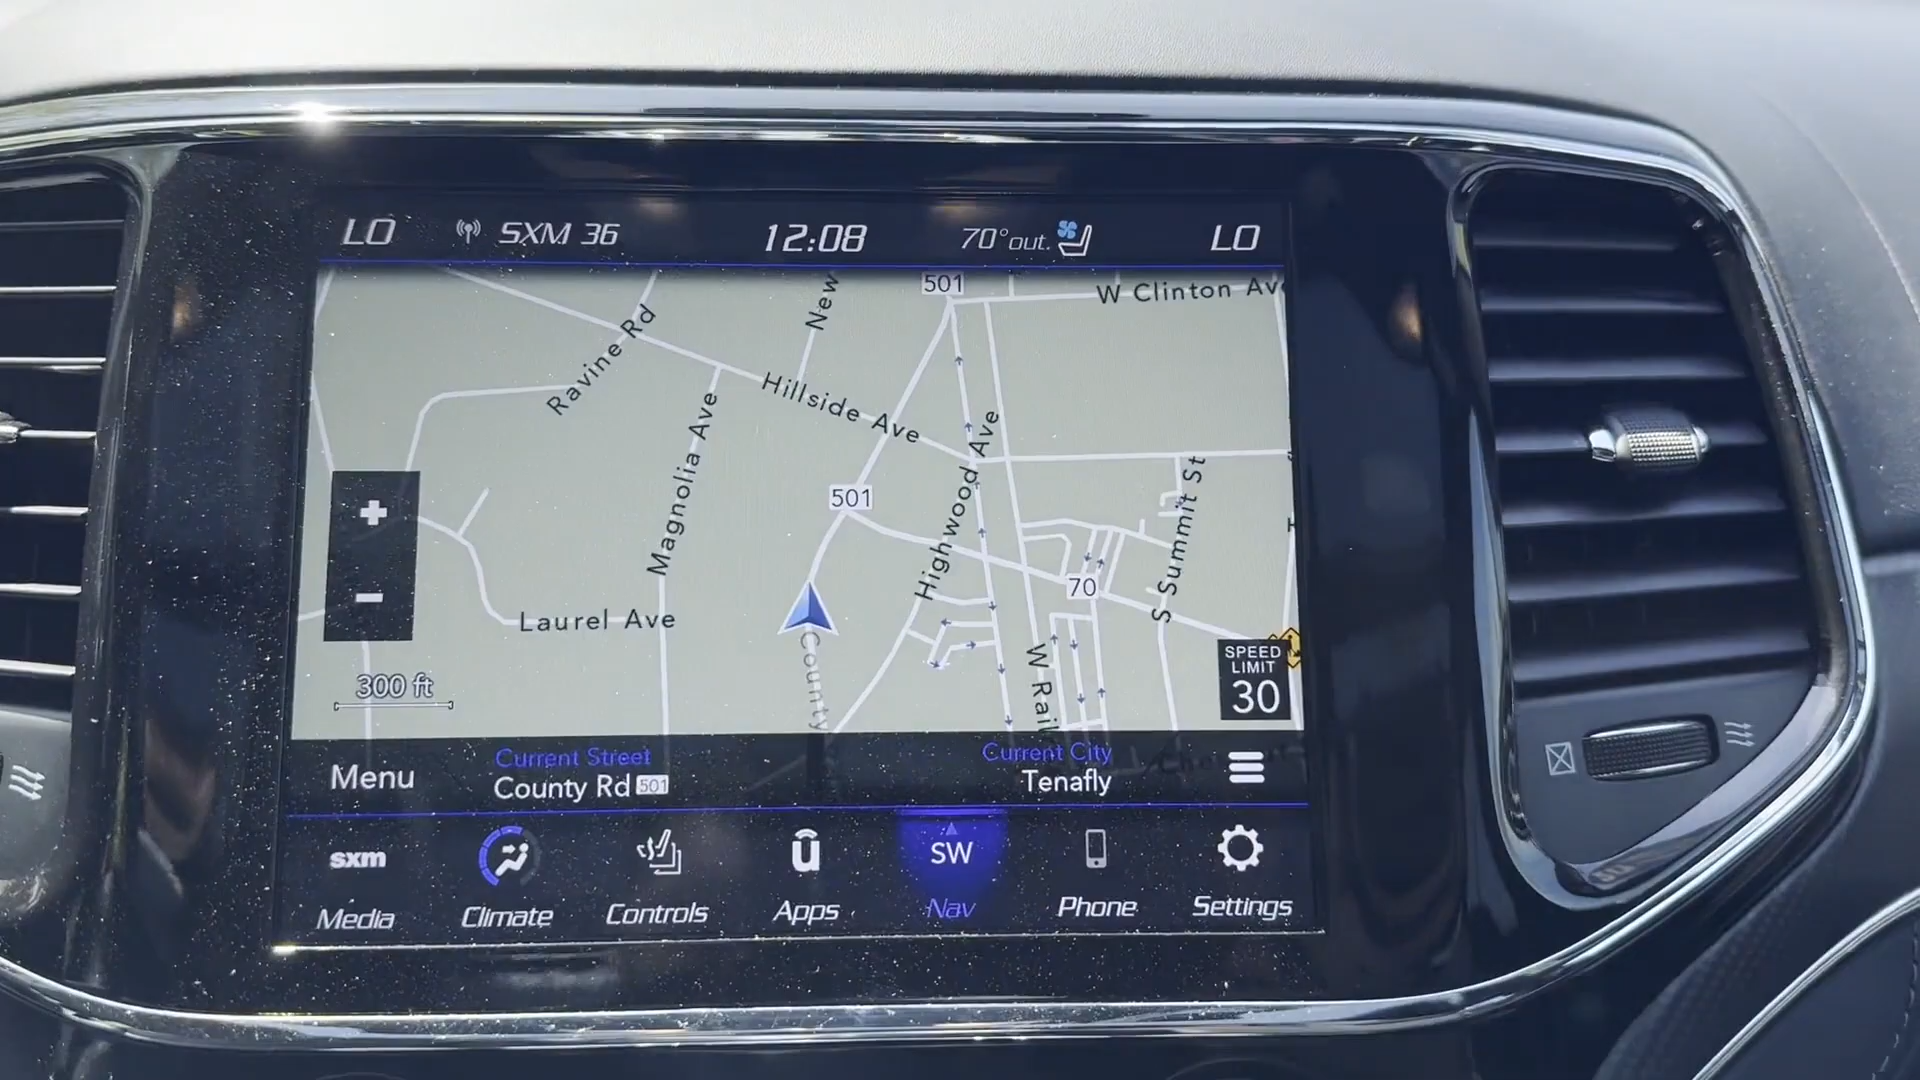 LO
SXM 36
12:08
70° out.
LO
501
W Clinton Ave
New
Ravine Rd
Hillside Ave
Magnolia Ave
Highwood Ave
501
S Summit St
70
Laurel Ave
County
W Rail
SPEED
LIMIT
30
+
-
300 ft
Menu
Current Street
County Rd 501
Current City
Tenafly
sxm
Media
Climate
Controls
u
Apps
SW
Nav
Phone
Settings